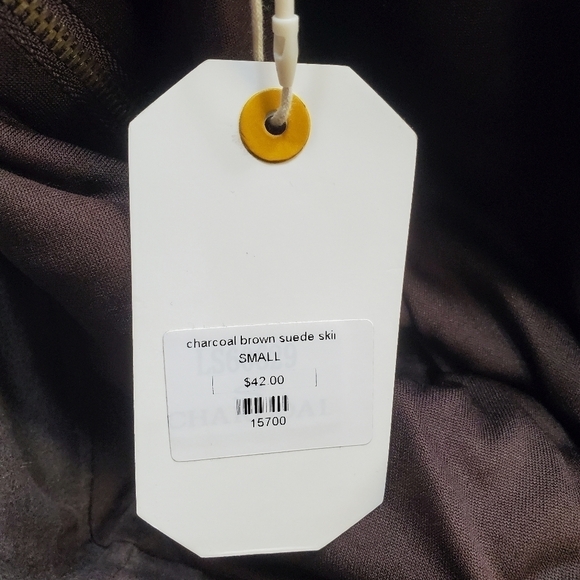 charcoal brown suede skii
SMALL
$42.00
15700